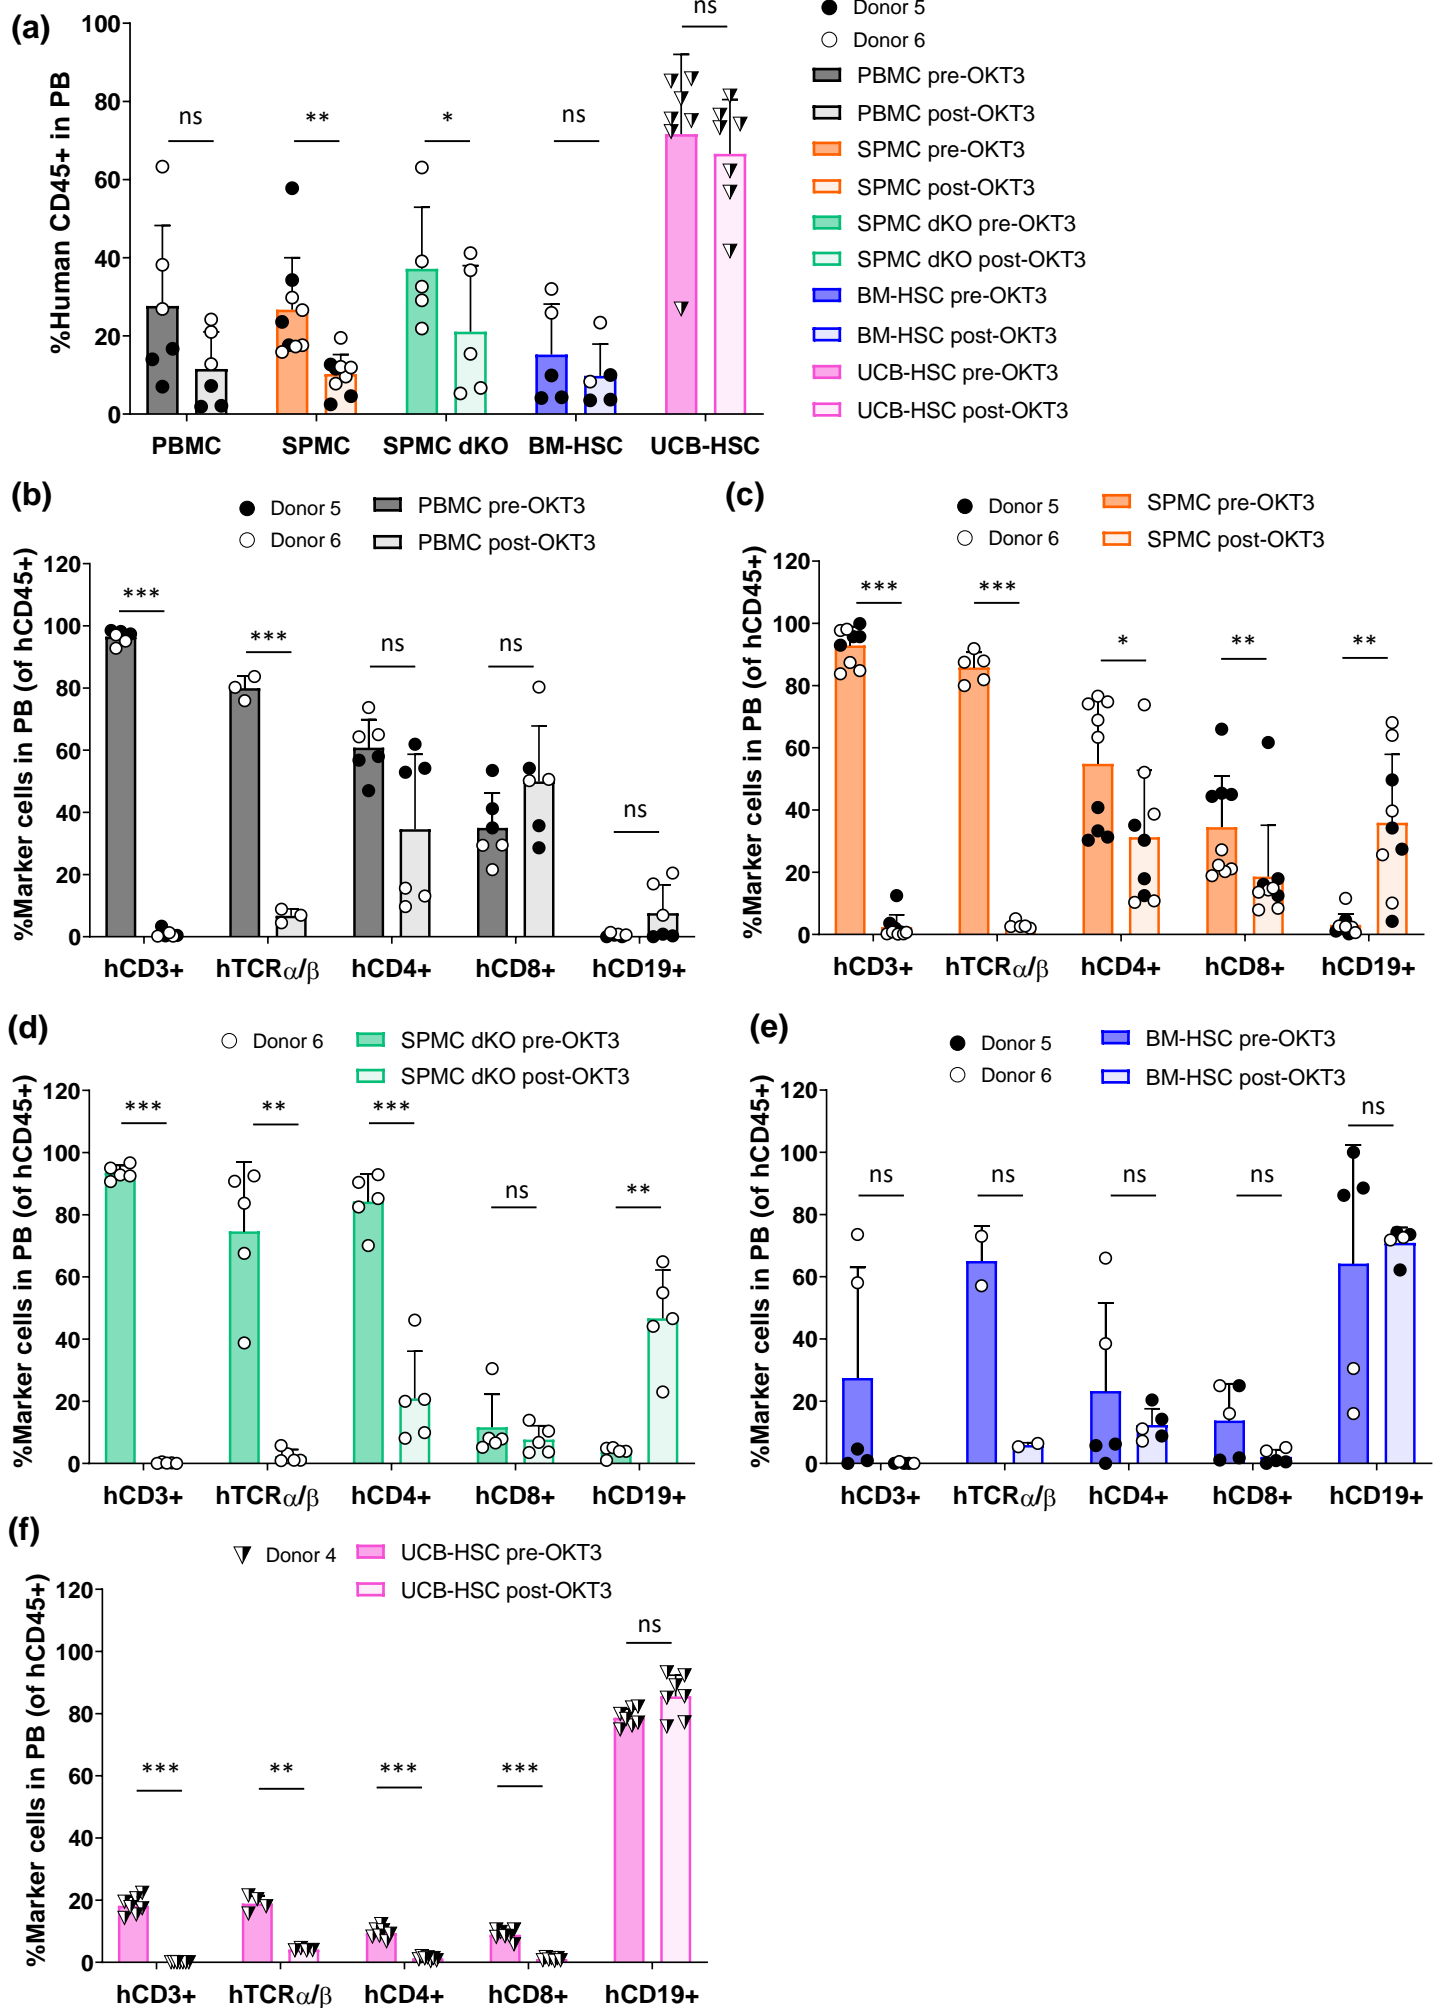 (a)
%Human CD45+ in PB
100
80
60
40
20
0
ns
**
*
ns
ns
PBMC
SPMC
SPMC dKO
BM-HSC
UCB-HSC
Donor 5
Donor 6
PBMC pre-OKT3
PBMC post-OKT3
SPMC pre-OKT3
SPMC post-OKT3
SPMC dKO pre-OKT3
SPMC dKO post-OKT3
BM-HSC pre-OKT3
BM-HSC post-OKT3
UCB-HSC pre-OKT3
UCB-HSC post-OKT3
(b)
Donor 5
Donor 6
PBMC pre-OKT3
PBMC post-OKT3
%Marker cells in PB (of hCD45+)
120
100
80
60
40
20
0
***
***
ns
ns
ns
hCD3+
hTCRα/β
hCD4+
hCD8+
hCD19+
(c)
Donor 5
Donor 6
SPMC pre-OKT3
SPMC post-OKT3
%Marker cells in PB (of hCD45+)
120
100
80
60
40
20
0
***
***
*
**
**
hCD3+
hTCRα/β
hCD4+
hCD8+
hCD19+
(d)
Donor 6
SPMC dKO pre-OKT3
SPMC dKO post-OKT3
%Marker cells in PB (of hCD45+)
120
100
80
60
40
20
0
***
**
***
ns
**
hCD3+
hTCRα/β
hCD4+
hCD8+
hCD19+
(e)
Donor 5
Donor 6
BM-HSC pre-OKT3
BM-HSC post-OKT3
%Marker cells in PB (of hCD45+)
120
100
80
60
40
20
0
ns
ns
ns
ns
ns
hCD3+
hTCRα/β
hCD4+
hCD8+
hCD19+
(f)
Donor 4
UCB-HSC pre-OKT3
UCB-HSC post-OKT3
%Marker cells in PB (of hCD45+)
120
100
80
60
40
20
0
***
**
***
***
ns
hCD3+
hTCRα/β
hCD4+
hCD8+
hCD19+